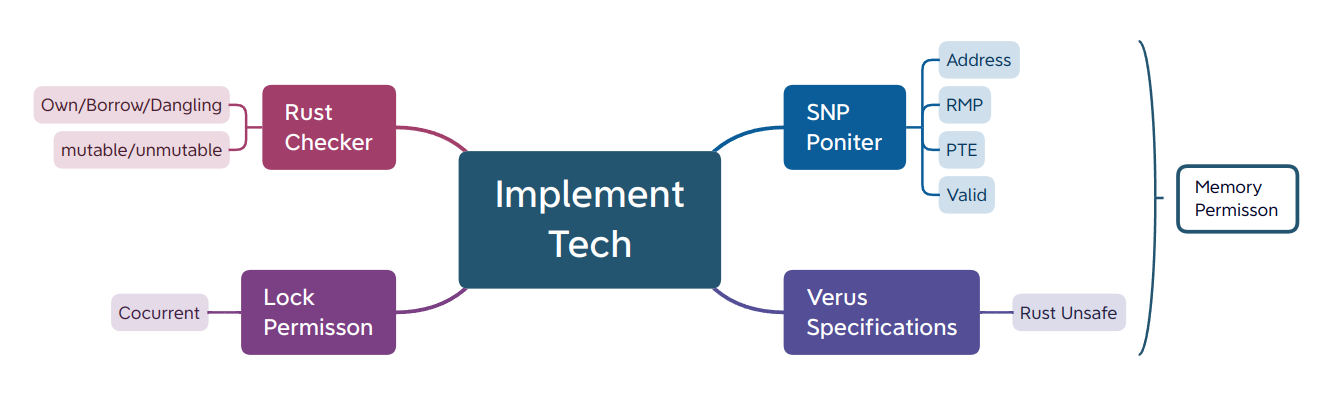 Implement
Tech
Rust
Checker
Own/Borrow/Dangling
mutable/unmutable
Lock
Permisson
Cocurrent
SNP
Poniter
Address
RMP
PTE
Valid
Verus
Specifications
Rust Unsafe
Memory
Permisson